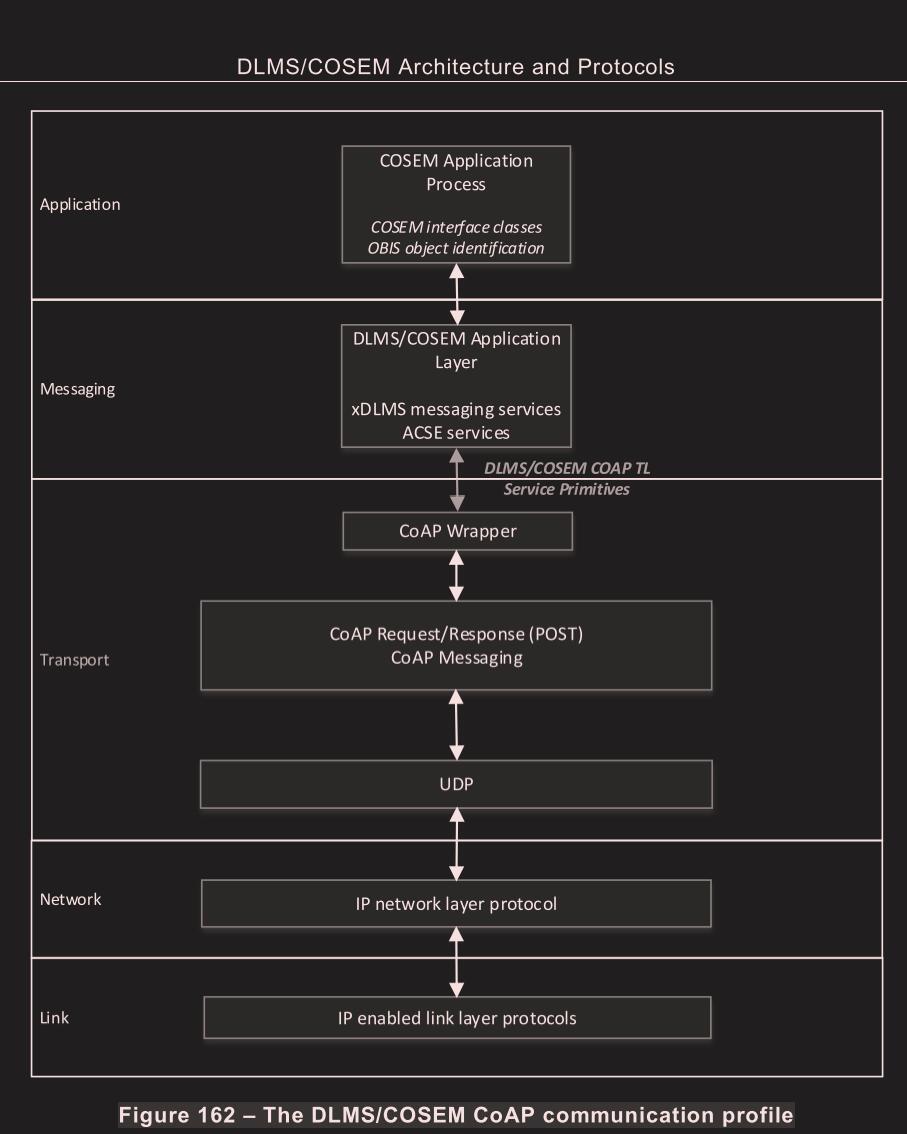 DLMS/COSEM Architecture and Protocols
Application
COSEM Application
Process
COSEM interface classes
OBIS object identification
Messaging
DLMS/COSEM Application
Layer
xDLMS messaging services
ACSE services
DLMS/COSEM COAP TL
Service Primitives
Transport
CoAP Wrapper
CoAP Request/Response (POST)
CoAP Messaging
UDP
Network
IP network layer protocol
Link
IP enabled link layer protocols
Figure 162 – The DLMS/COSEM CoAP communication profile